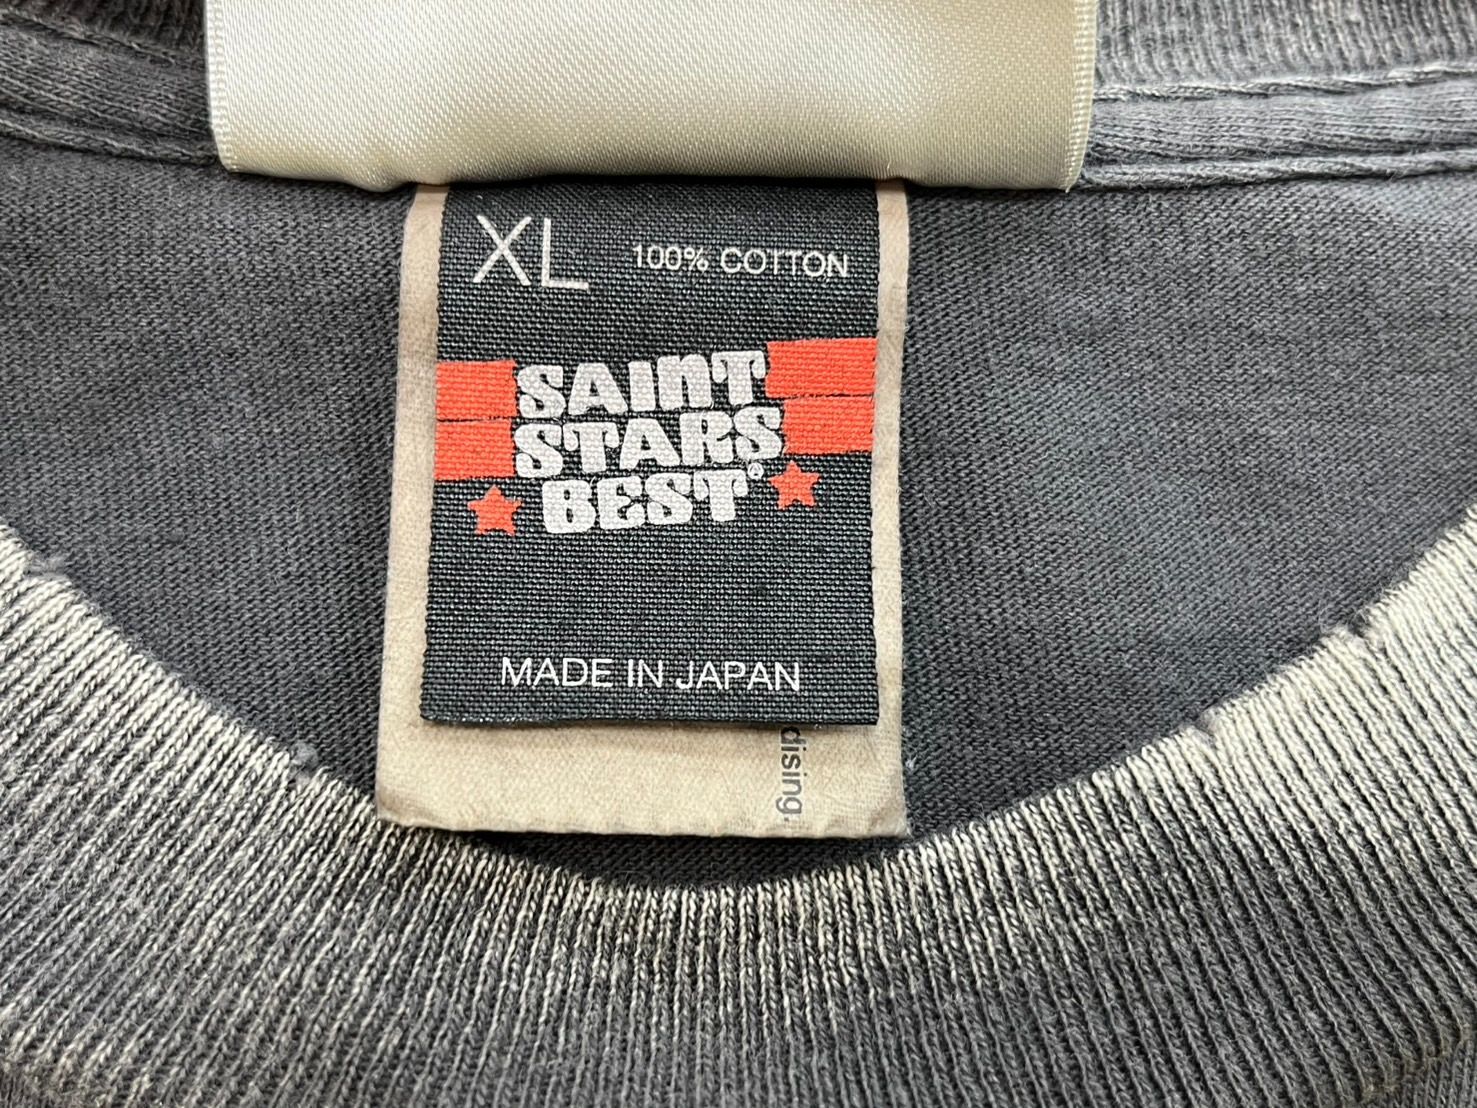 XL 100% COTTON
SAINT
STARS
BEST®
MADE IN JAPAN
dising.